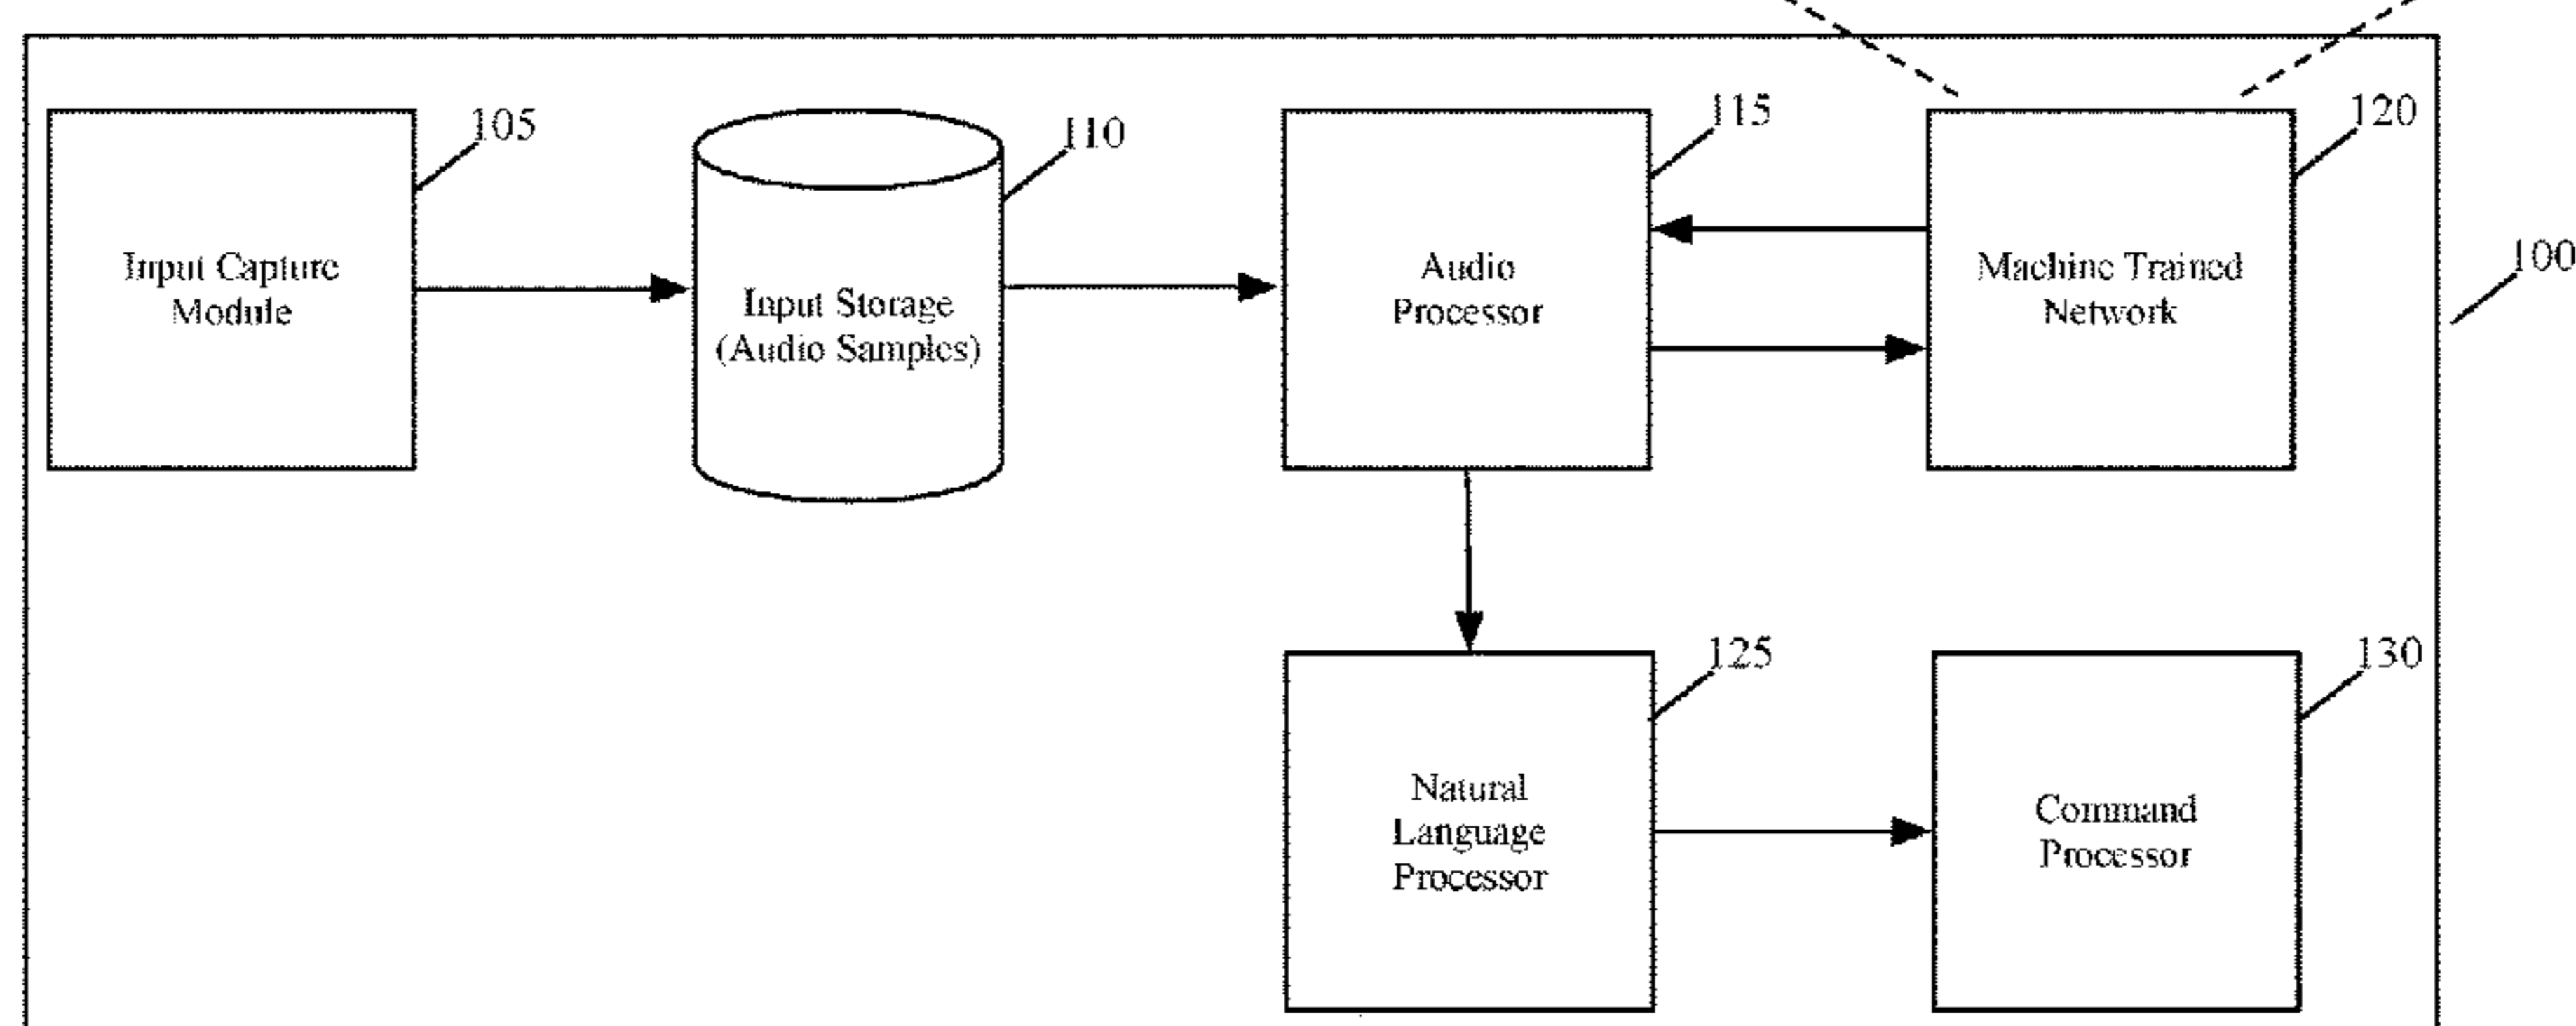 105
110
115
120
Input Capture
Module
Input Storage
(Audio Samples)
Audio
Processor
Machine Trained
Network
100
125
130
Natural
Language
Processor
Command
Processor